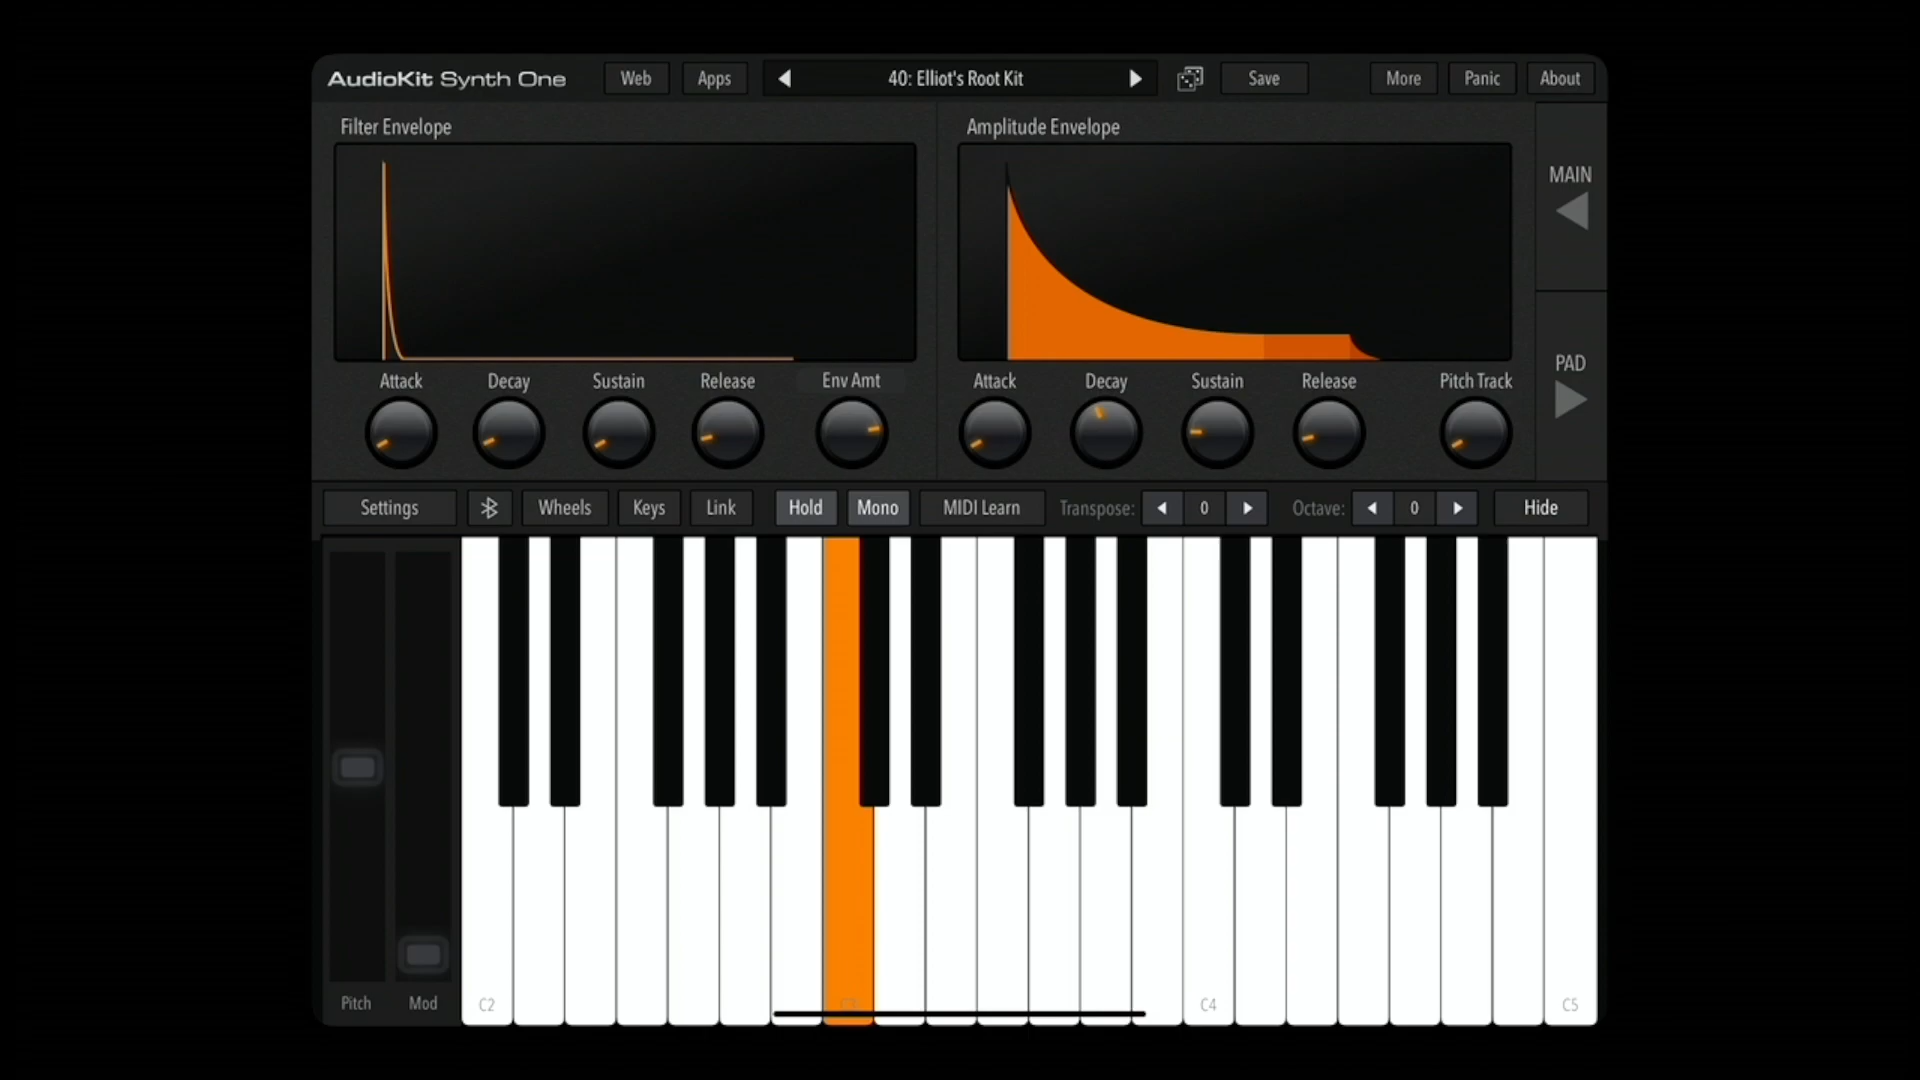 AudioKit Synth One Web Apps 40: Elliot's Root Kit Save More Panic About
Filter Envelope Amplitude Envelope
MAIN
Attack Decay Sustain Release Env Amt Attack Decay Sustain Release Pitch Track
PAD
Settings Wheels Keys Link Hold Mono MIDI Learn Transpose: 0 Octave: 0 Hide
Pitch Mod C2 C3 C4 C5